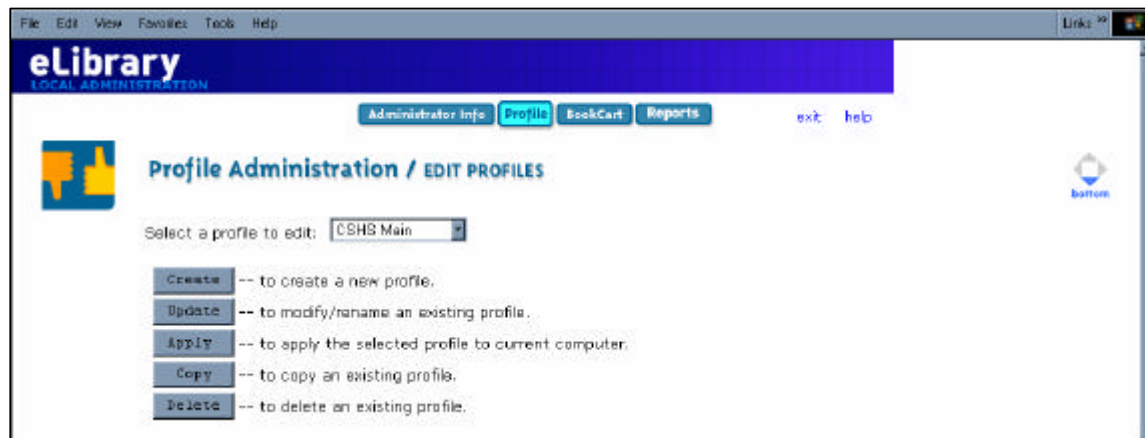 File Edit View Favorites Tools Help Links »
eLibrary
LOCAL ADMINISTRATION
Administrator Info Profile BookCart Reports exit help
Profile Administration / EDIT PROFILES
bottom
Select a profile to edit: CSHS Main
Create -- to create a new profile.
Update -- to modify/rename an existing profile.
Apply -- to apply the selected profile to current computer.
Copy -- to copy an existing profile.
Delete -- to delete an existing profile.